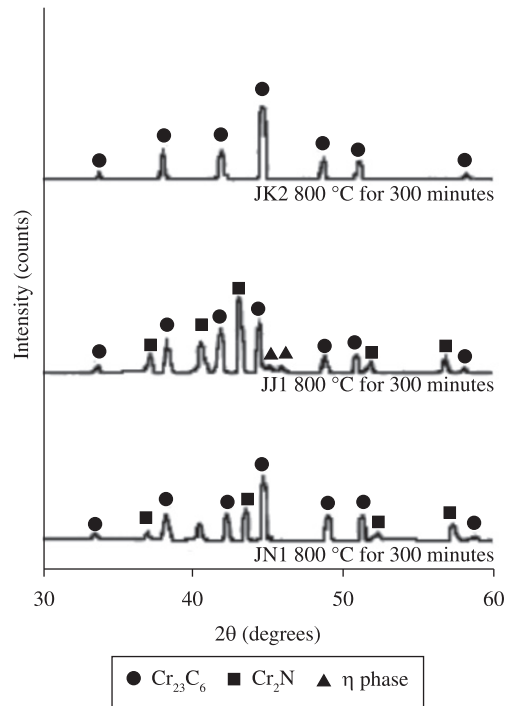 JK2 800 °C for 300 minutes
Intensity (counts)
JJ1 800 °C for 300 minutes
JN1 800 °C for 300 minutes
30 40 50 60
2θ (degrees)
Cr₂₃C₆ Cr₂N η phase